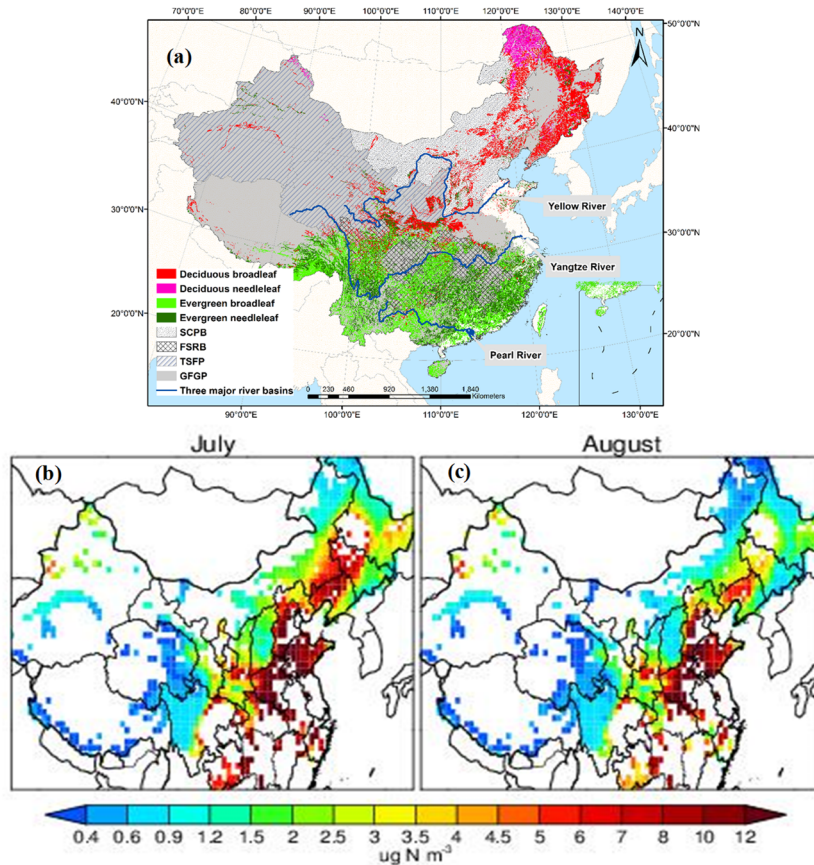 70°0'0"E 80°0'0"E 90°0'0"E 100°0'0"E 110°0'0"E 120°0'0"E 130°0'0"E 140°0'0"E 150°0'0"E
(a)
N
50°0'0"N
40°0'0"N
40°0'0"N
30°0'0"N
30°0'0"N
20°0'0"N
20°0'0"N
Yellow River
Yangtze River
Pearl River
Deciduous broadleaf
Deciduous needleleaf
Evergreen broadleaf
Evergreen needleleaf
SCPB
FSRB
TSFP
GFGP
Three major river basins
0 230 460 920 1,380 1,840
Kilometers
90°0'0"E 100°0'0"E 110°0'0"E 120°0'0"E 130°0'0"E
July August
(b) (c)
0.4 0.6 0.9 1.2 1.5 2 2.5 3 3.5 4 4.5 5 6 7 8 10 12
ug N m⁻³